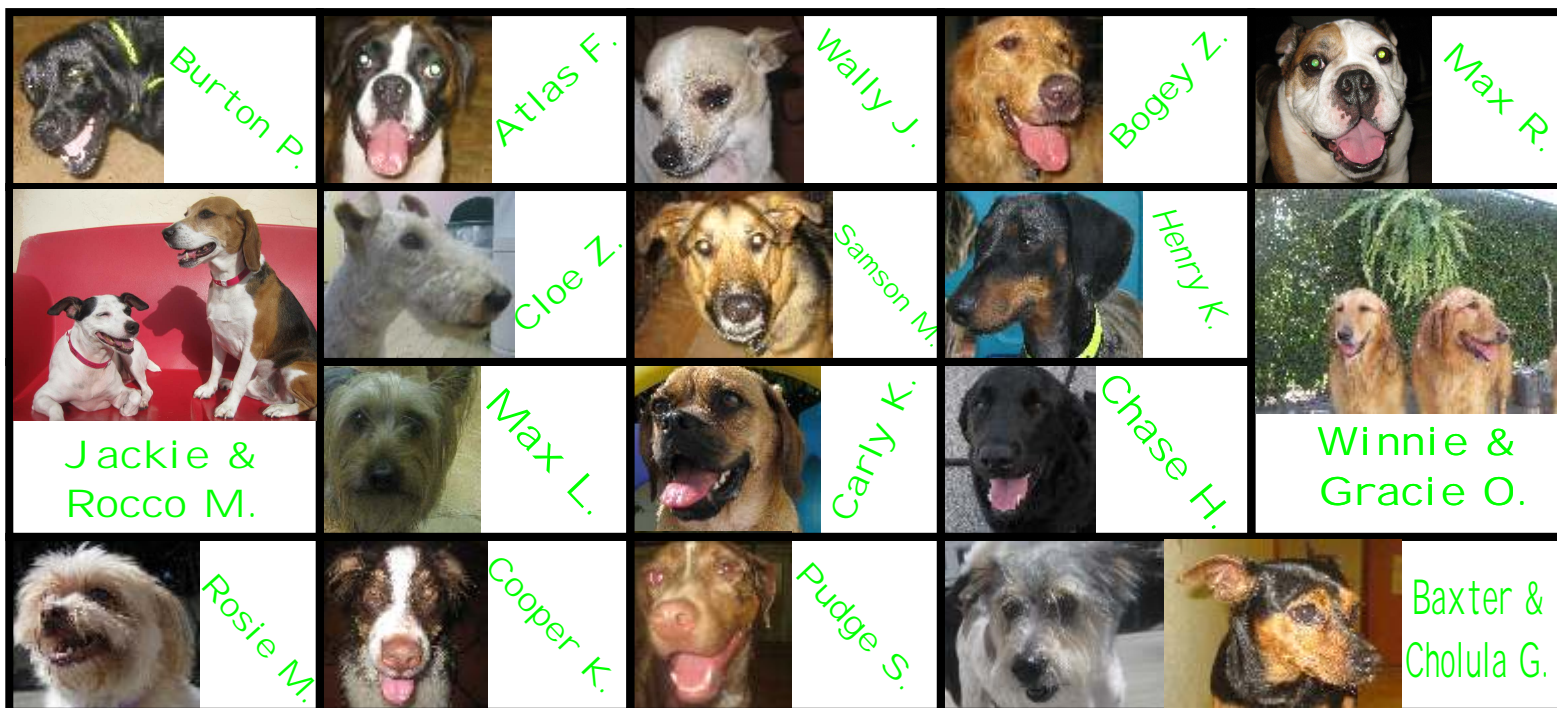 Burton P.
Atlas F.
Wally J.
Bogey Z.
Max R.
Jackie &
Rocco M.
Cloe Z.
Samson M.
Henry K.
Winnie &
Gracie O.
Max L.
Carly K.
Chase H.
Rosie M.
Cooper K.
Pudge S.
Baxter &
Cholula G.